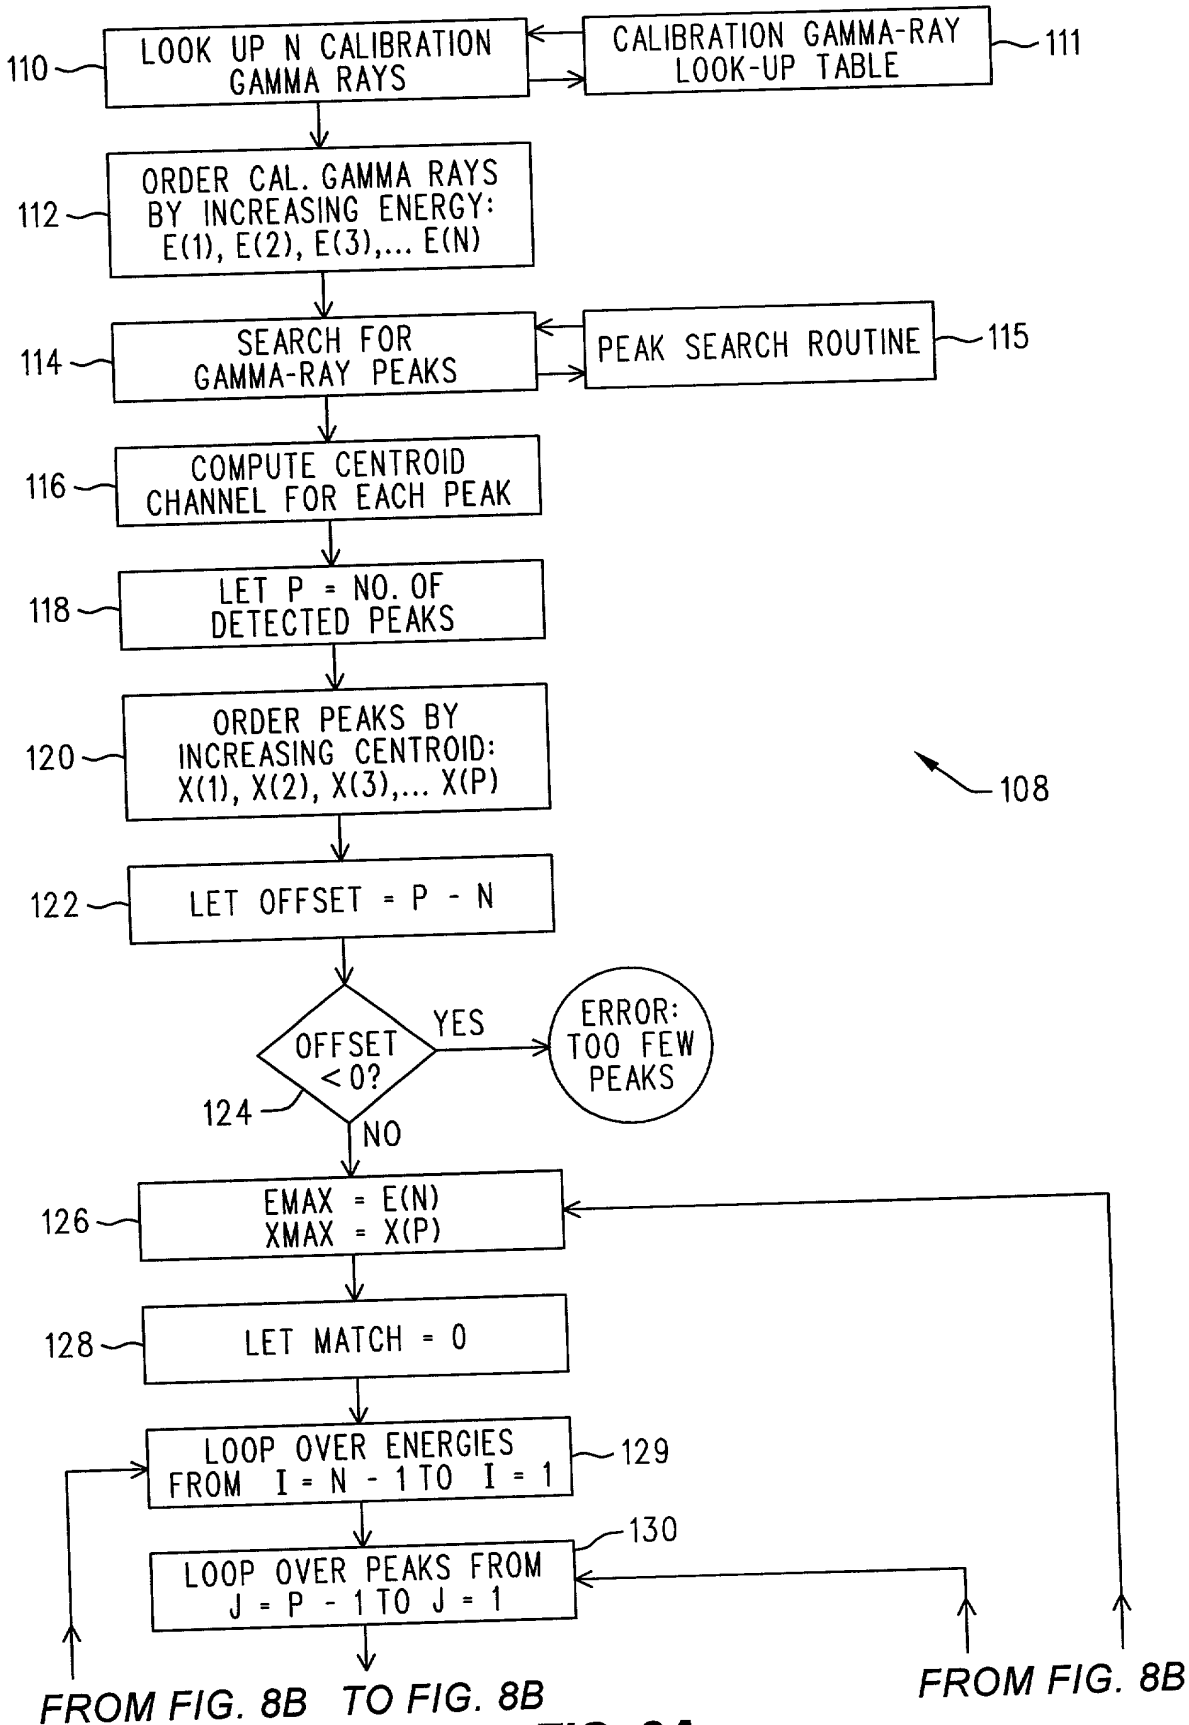 110
LOOK UP N CALIBRATION
GAMMA RAYS
CALIBRATION GAMMA-RAY
LOOK-UP TABLE
111
112
ORDER CAL. GAMMA RAYS
BY INCREASING ENERGY:
E(1), E(2), E(3),... E(N)
114
SEARCH FOR
GAMMA-RAY PEAKS
PEAK SEARCH ROUTINE
115
116
COMPUTE CENTROID
CHANNEL FOR EACH PEAK
118
LET P = NO. OF
DETECTED PEAKS
120
ORDER PEAKS BY
INCREASING CENTROID:
X(1), X(2), X(3),... X(P)
108
122
LET OFFSET = P - N
OFFSET
< 0?
124
YES
ERROR:
TOO FEW
PEAKS
NO
126
EMAX = E(N)
XMAX = X(P)
128
LET MATCH = 0
LOOP OVER ENERGIES
FROM I = N - 1 TO I = 1
129
130
LOOP OVER PEAKS FROM
J = P - 1 TO J = 1
FROM FIG. 8B
TO FIG. 8B
FROM FIG. 8B